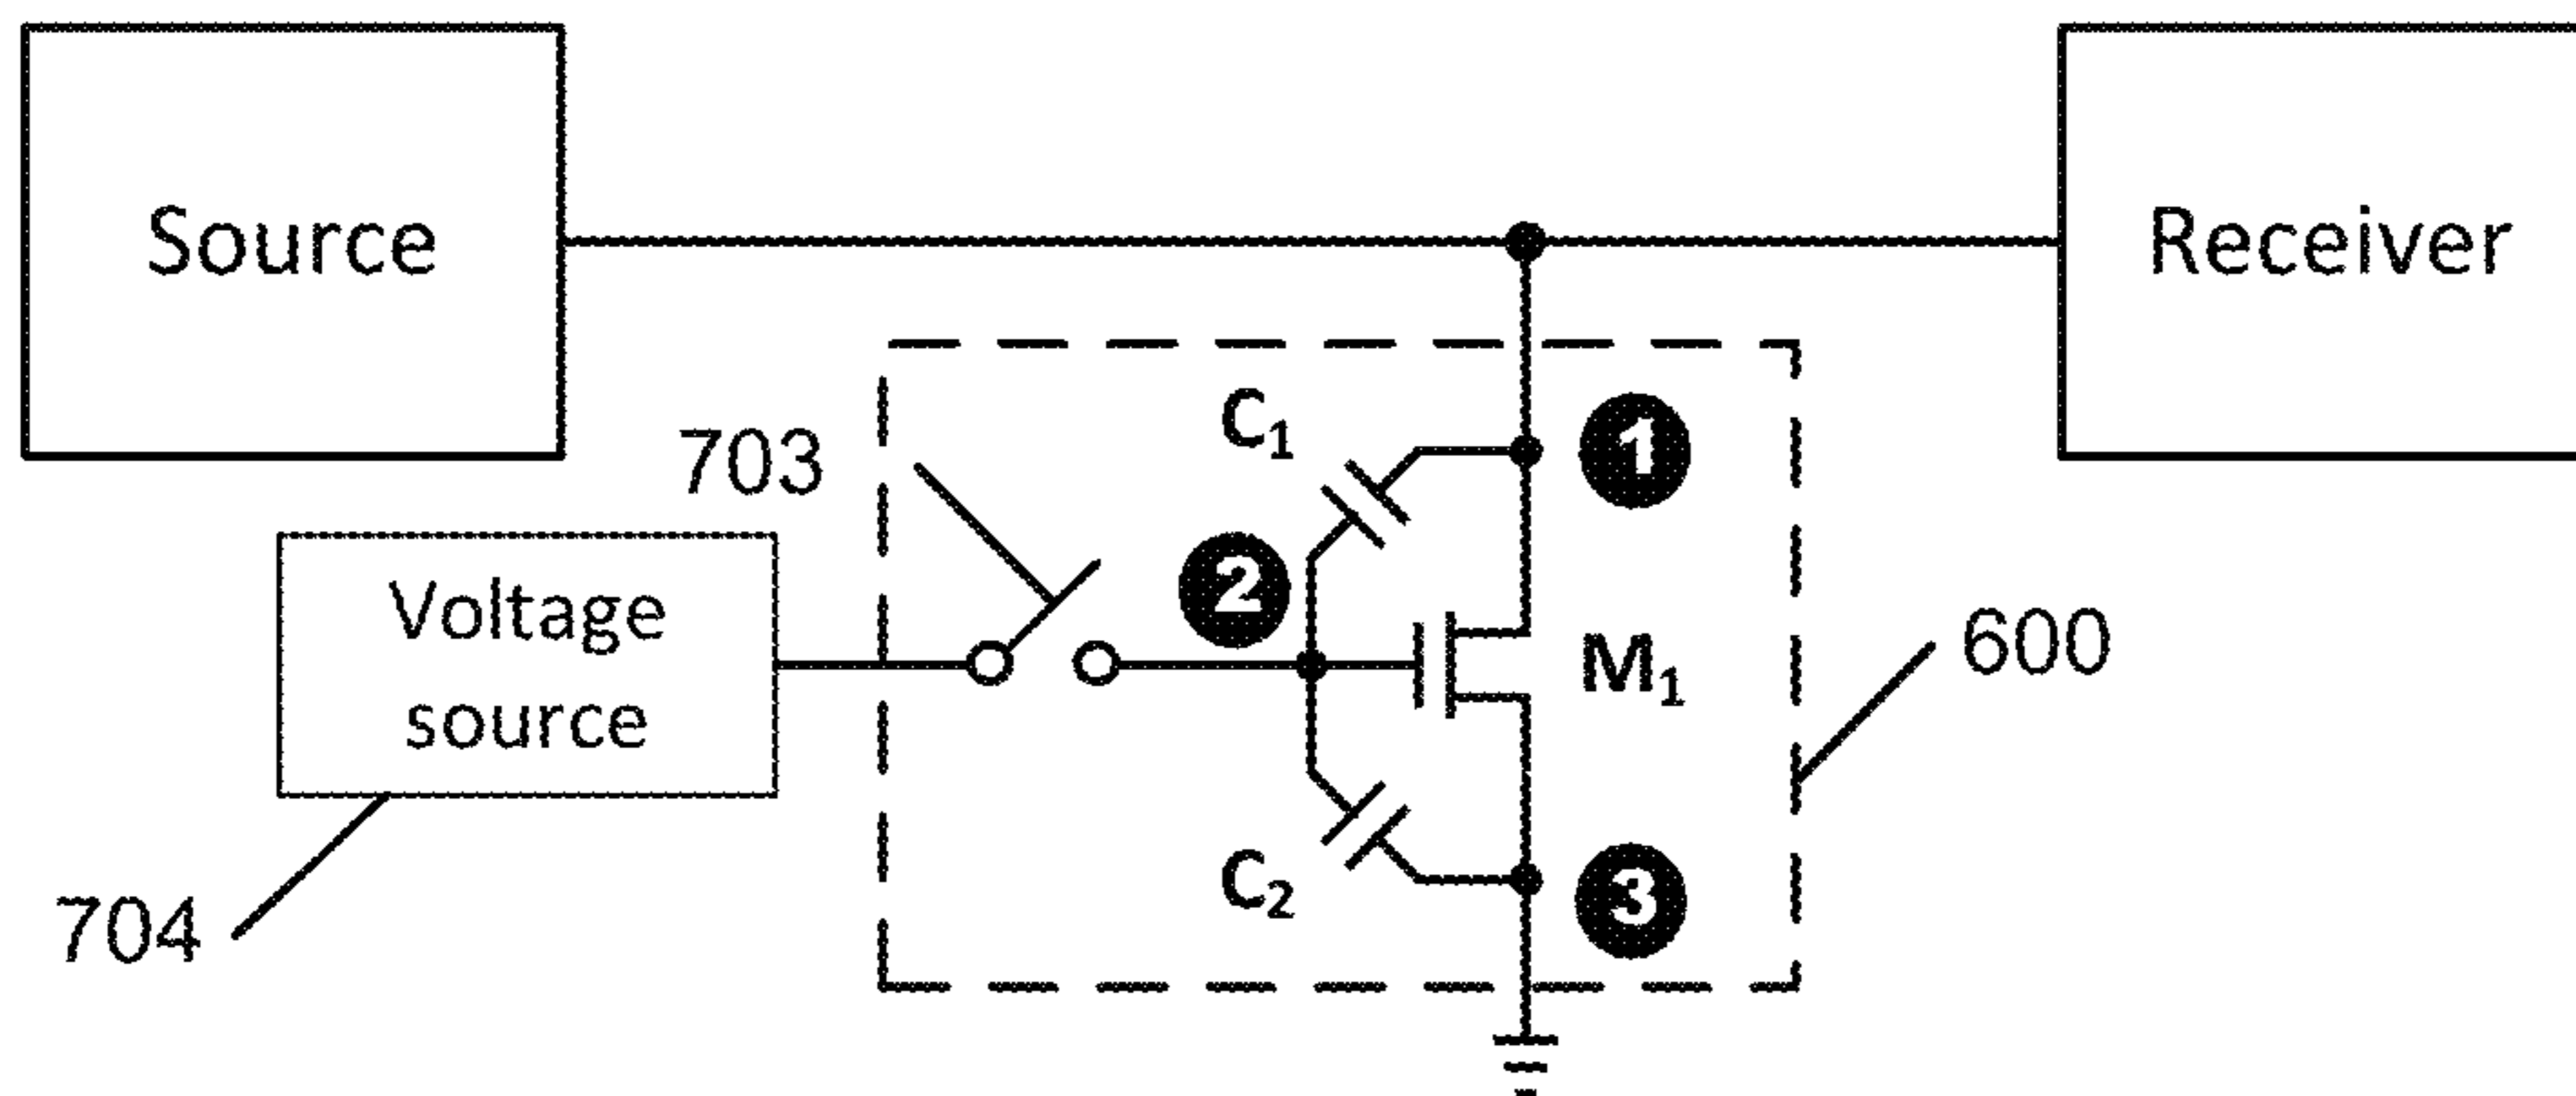 Source
Receiver
C₁
1
703
2
Voltage
source
M₁
600
C₂
3
704